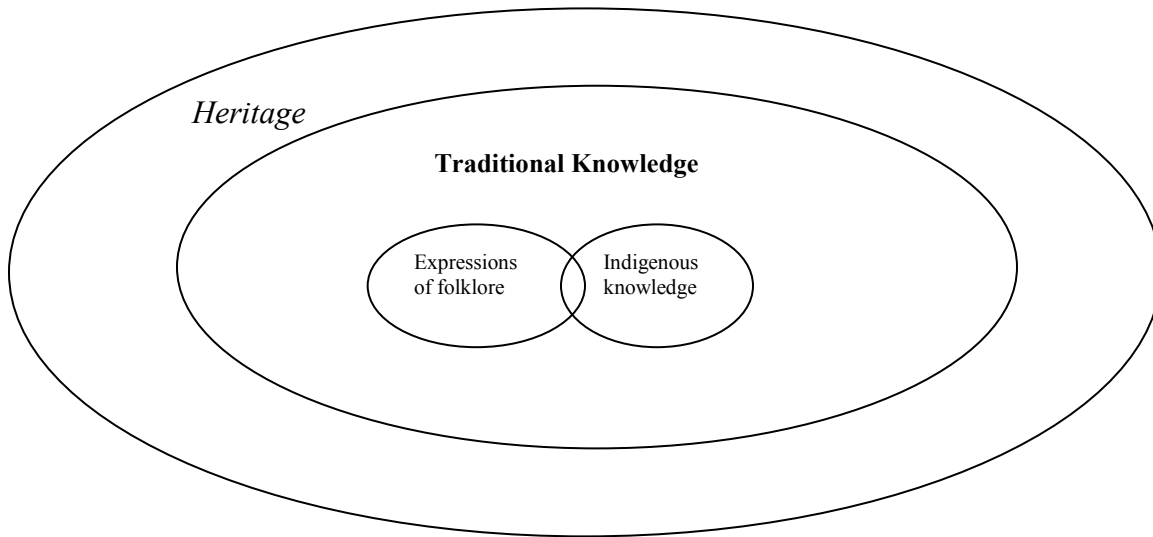 Heritage
Traditional Knowledge
Expressions
of folklore
Indigenous
knowledge